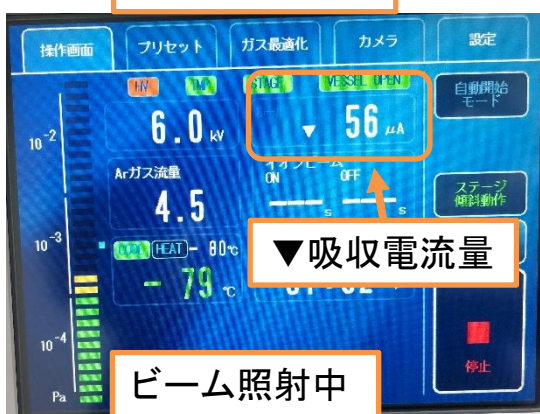 操作画面 プリセット ガス最適化 カメラ 設定
HV TMP STAGE VESSEL OPEN
自動開始
モード
6.0 kV ▼ 56 μA
10-2
Arガス流量
ON OFF
4.5
s s
ステージ
傾斜動作
10-3
COOL HEAT - 80℃
▼吸収電流量
- 79 ℃
10-4
停止
Pa
ビーム照射中